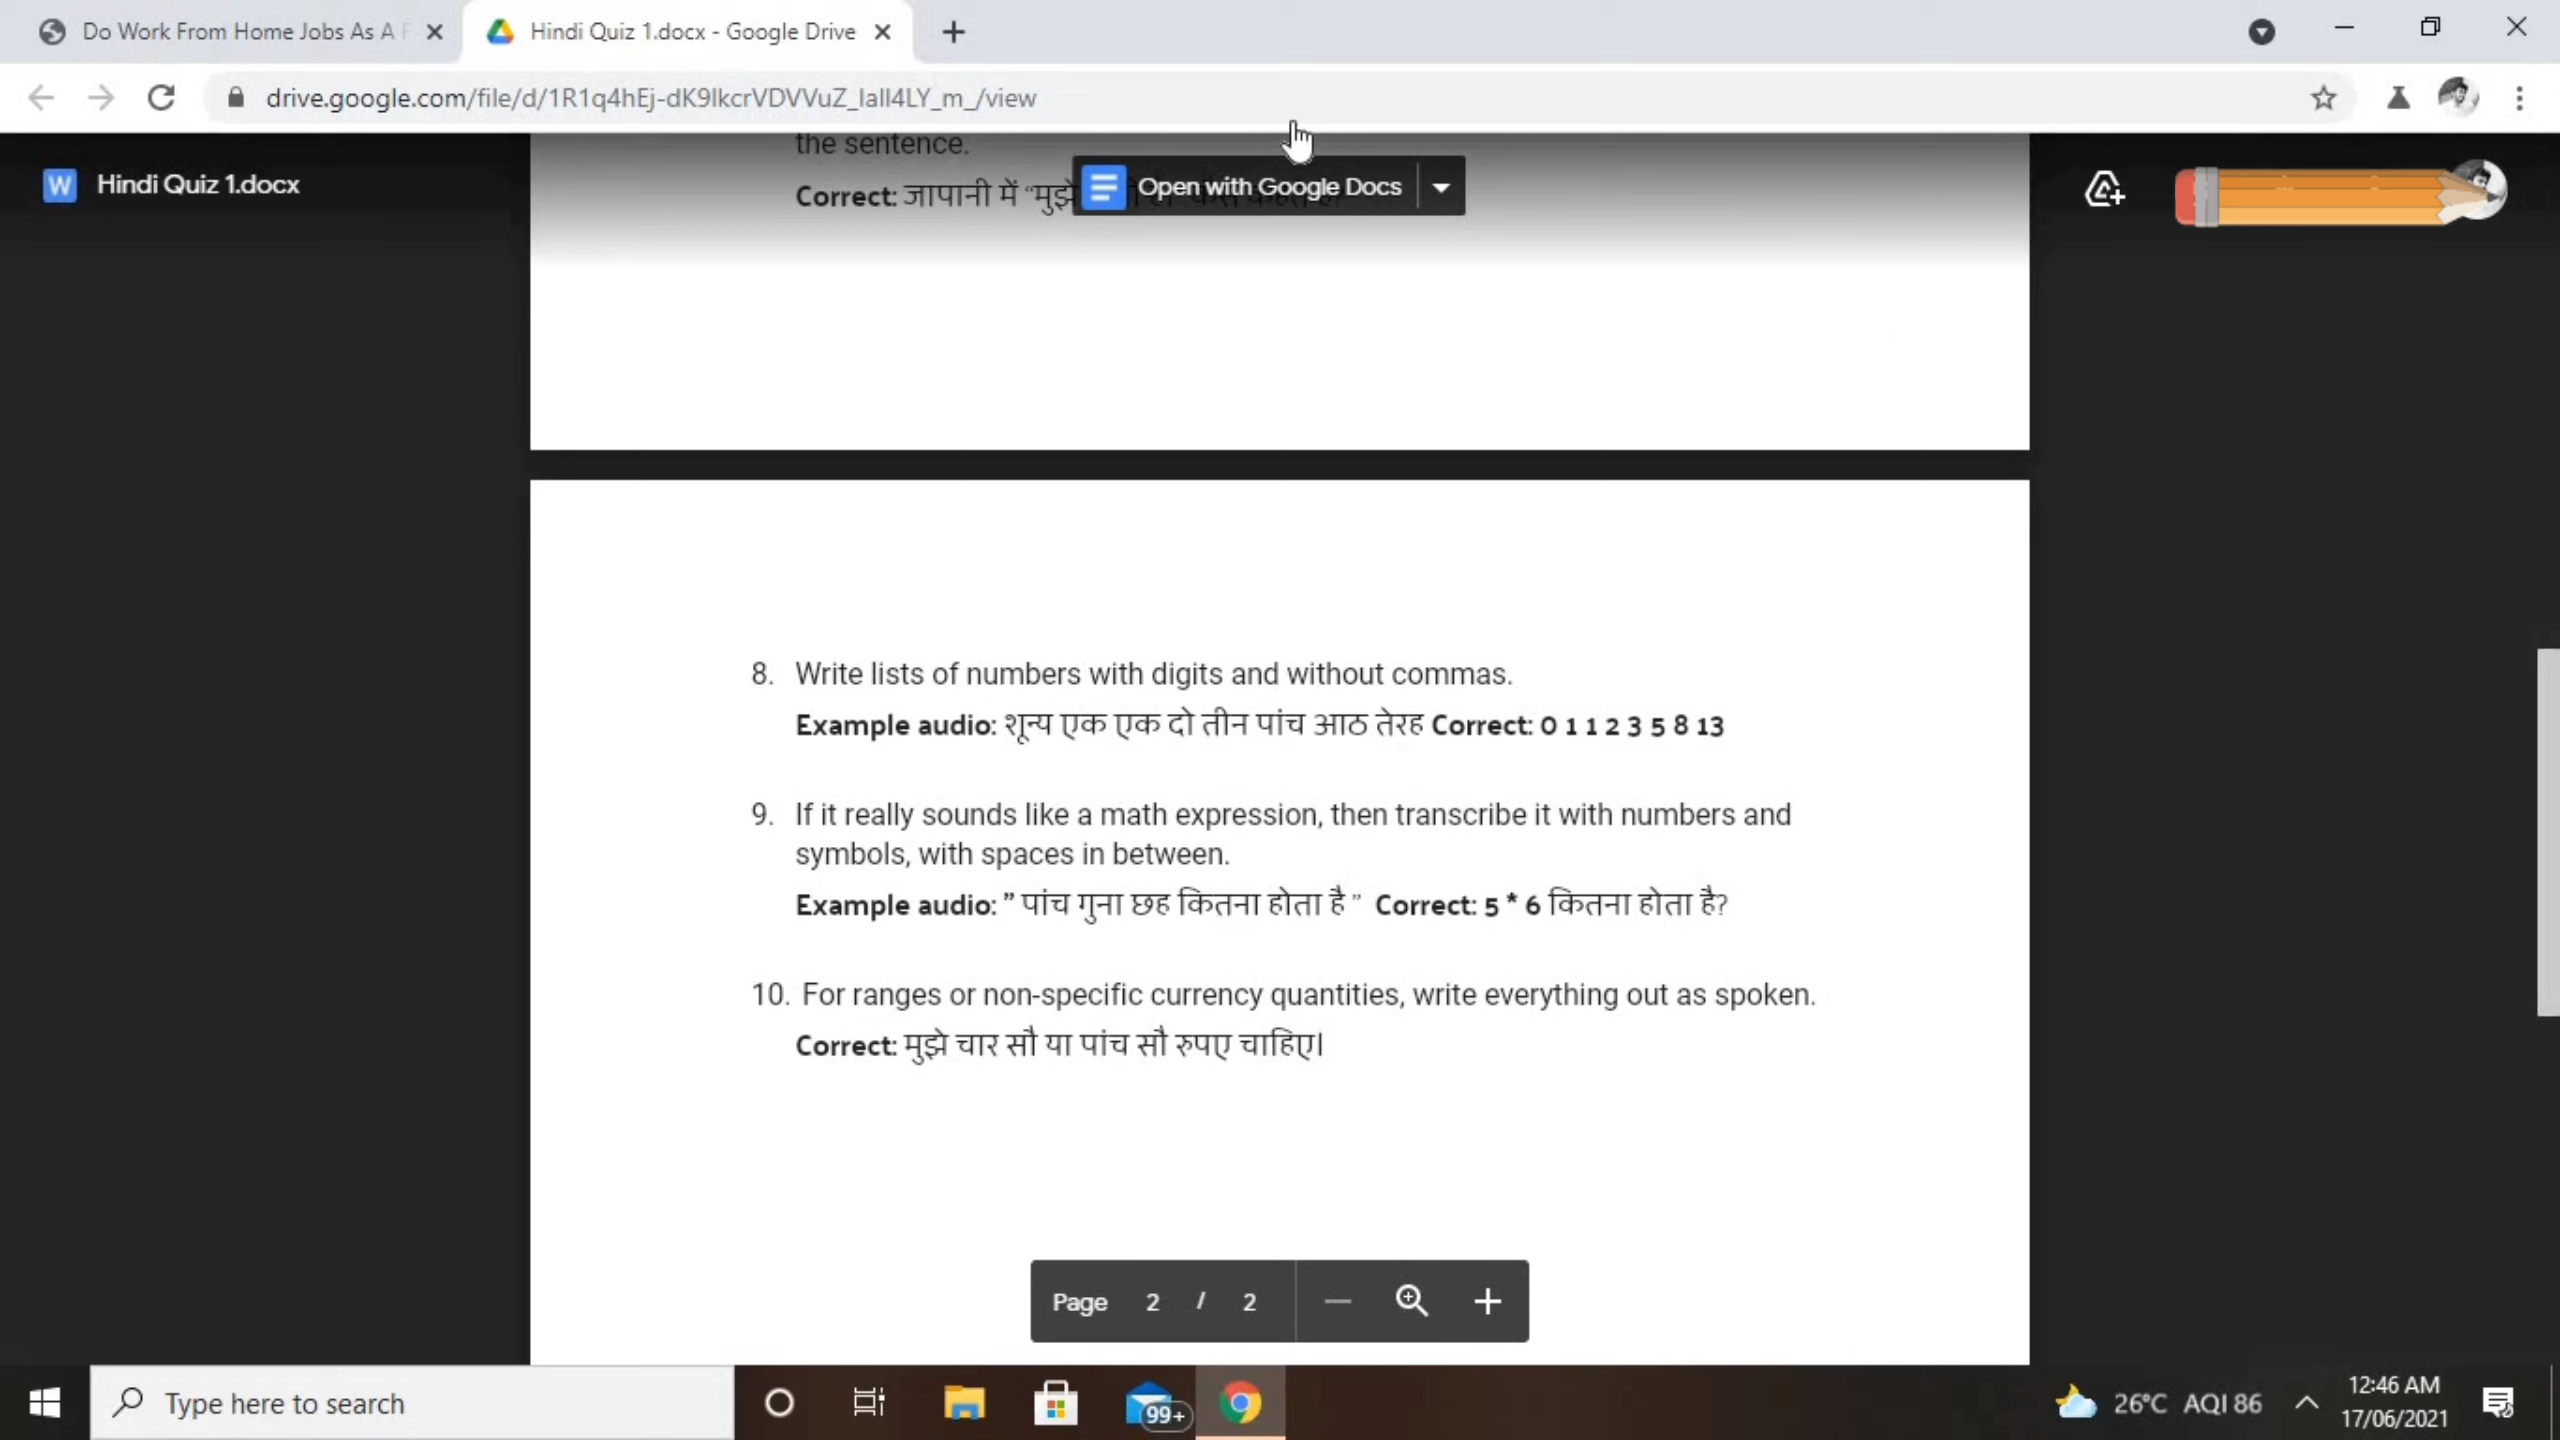 Do Work From Home Jobs As A F
Hindi Quiz 1.docx - Google Drive
drive.google.com/file/d/1R1q4hEj-dK9lkcrVDVVuZ_lall4LY_m_/view
the sentence.
Hindi Quiz 1.docx
Correct: जापानी में “मुझे
Open with Google Docs
8. Write lists of numbers with digits and without commas.
Example audio: शून्य एक एक दो तीन पांच आठ तेरह Correct: 0 1 1 2 3 5 8 13
9. If it really sounds like a math expression, then transcribe it with numbers and
symbols, with spaces in between.
Example audio: ” पांच गुना छह कितना होता है ” Correct: 5 * 6 कितना होता है?
10. For ranges or non-specific currency quantities, write everything out as spoken.
Correct: मुझे चार सौ या पांच सौ रुपए चाहिए।
Page 2 / 2
Type here to search
99+
26°C AQI 86
12:46 AM
17/06/2021